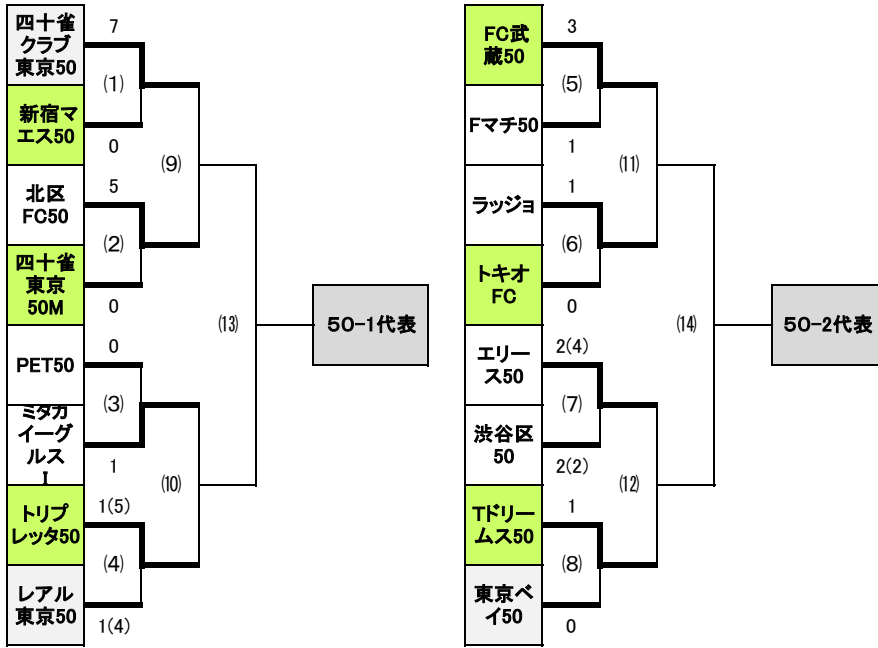 四十雀
クラブ
東京50
7
(1)
新宿マ
エス50
0
(9)
北区
FC50
5
(2)
四十雀
東京
50M
0
(13)
50-1代表
PET50
0
(3)
ミタカ
イーグ
ルス
I
1
(10)
トリプ
レッタ50
1(5)
(4)
レアル
東京50
1(4)
FC武
蔵50
3
(5)
Fマチ50
1
(11)
ラッジョ
1
(6)
トキオ
FC
0
(14)
50-2代表
エリー
ス50
2(4)
(7)
渋谷区
50
2(2)
(12)
Tドリー
ムス50
1
(8)
東京ベ
イ50
0